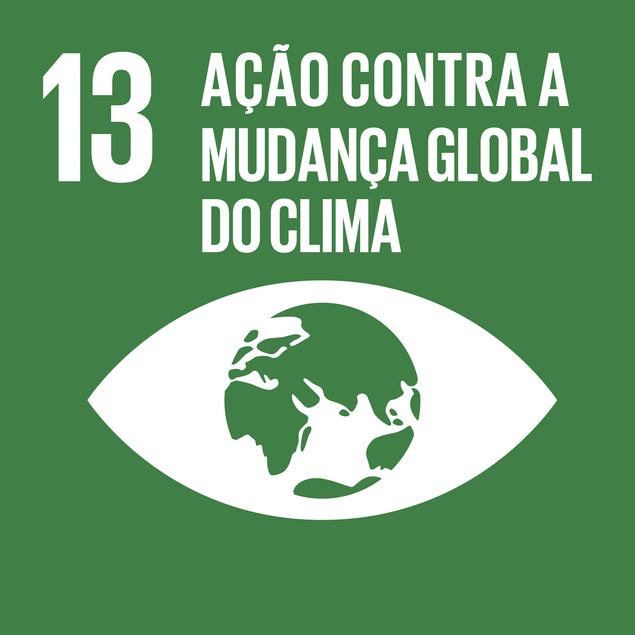 13
AÇÃO CONTRA A
MUDANÇA GLOBAL
DO CLIMA